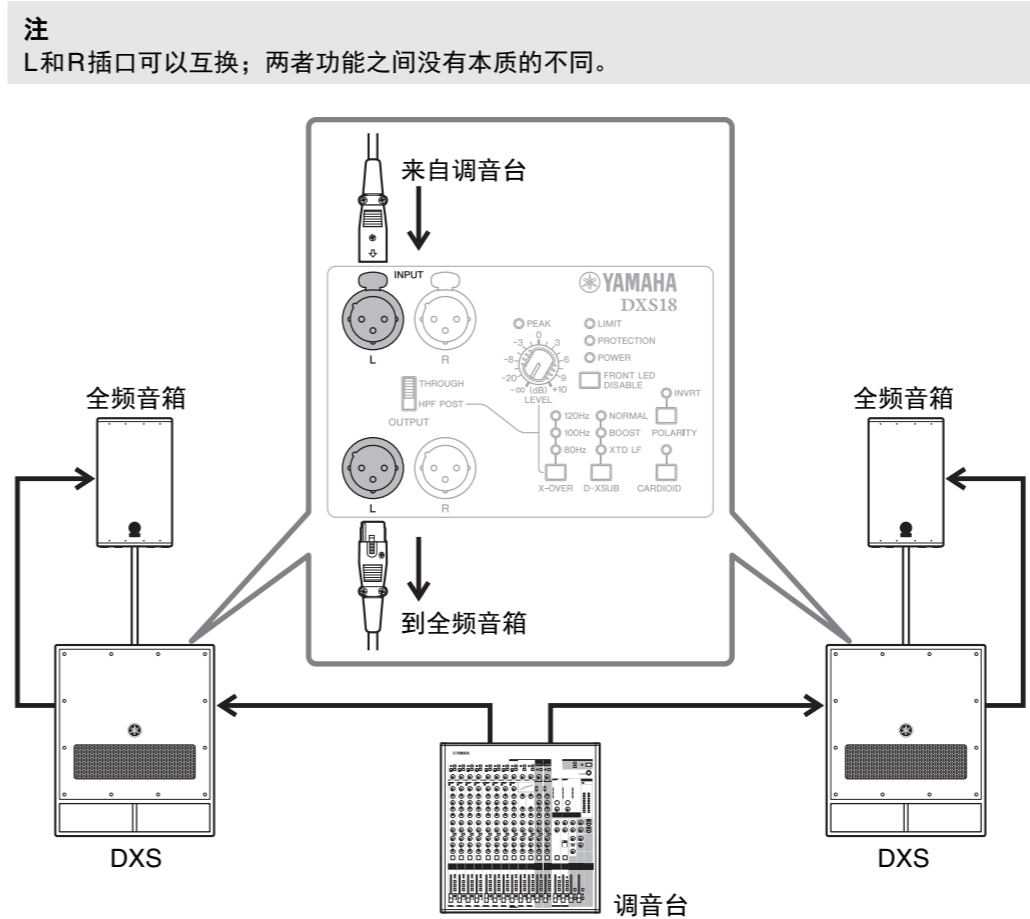 注
L和R插口可以互换；两者功能之间没有本质的不同。
来自调音台
INPUT
YAMAHA
DXS18
L
R
PEAK
LIMIT
0
-3
3
PROTECTION
-8
6
POWER
-20
9
-∞ (dB) +10
LEVEL
FRONT LED
DISABLE
THROUGH
HPF POST
OUTPUT
INVRT
120Hz
NORMAL
100Hz
BOOST
POLARITY
80Hz
XTD LF
X-OVER
D-XSUB
CARDIOID
L
R
到全频音箱
全频音箱
全频音箱
DXS
DXS
调音台